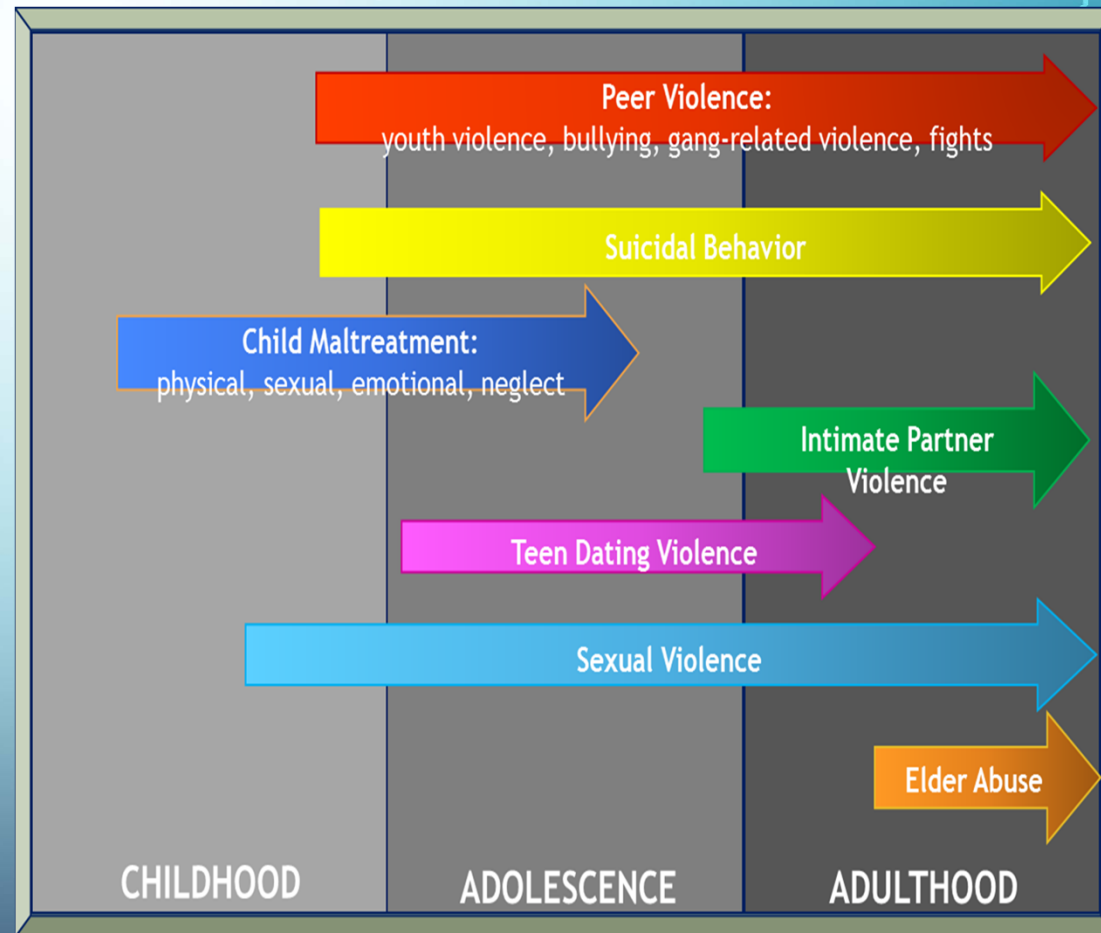 Peer Violence:
youth violence, bullying, gang-related violence, fights
Suicidal Behavior
Child Maltreatment:
physical, sexual, emotional, neglect
Intimate Partner
Violence
Teen Dating Violence
Sexual Violence
Elder Abuse
CHILDHOOD
ADOLESCENCE
ADULTHOOD